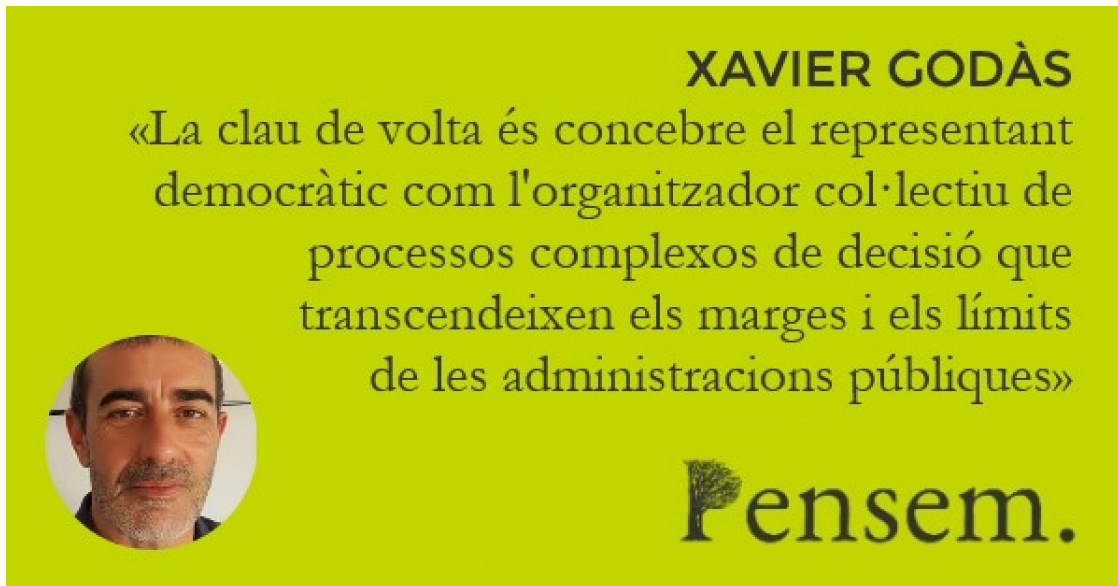 XAVIER GODÀS
«La clau de volta és concebre el representant
democràtic com l'organitzador col·lectiu de
processos complexos de decisió que
transcendeixen els marges i els límits
de les administracions públiques»
Pensem.